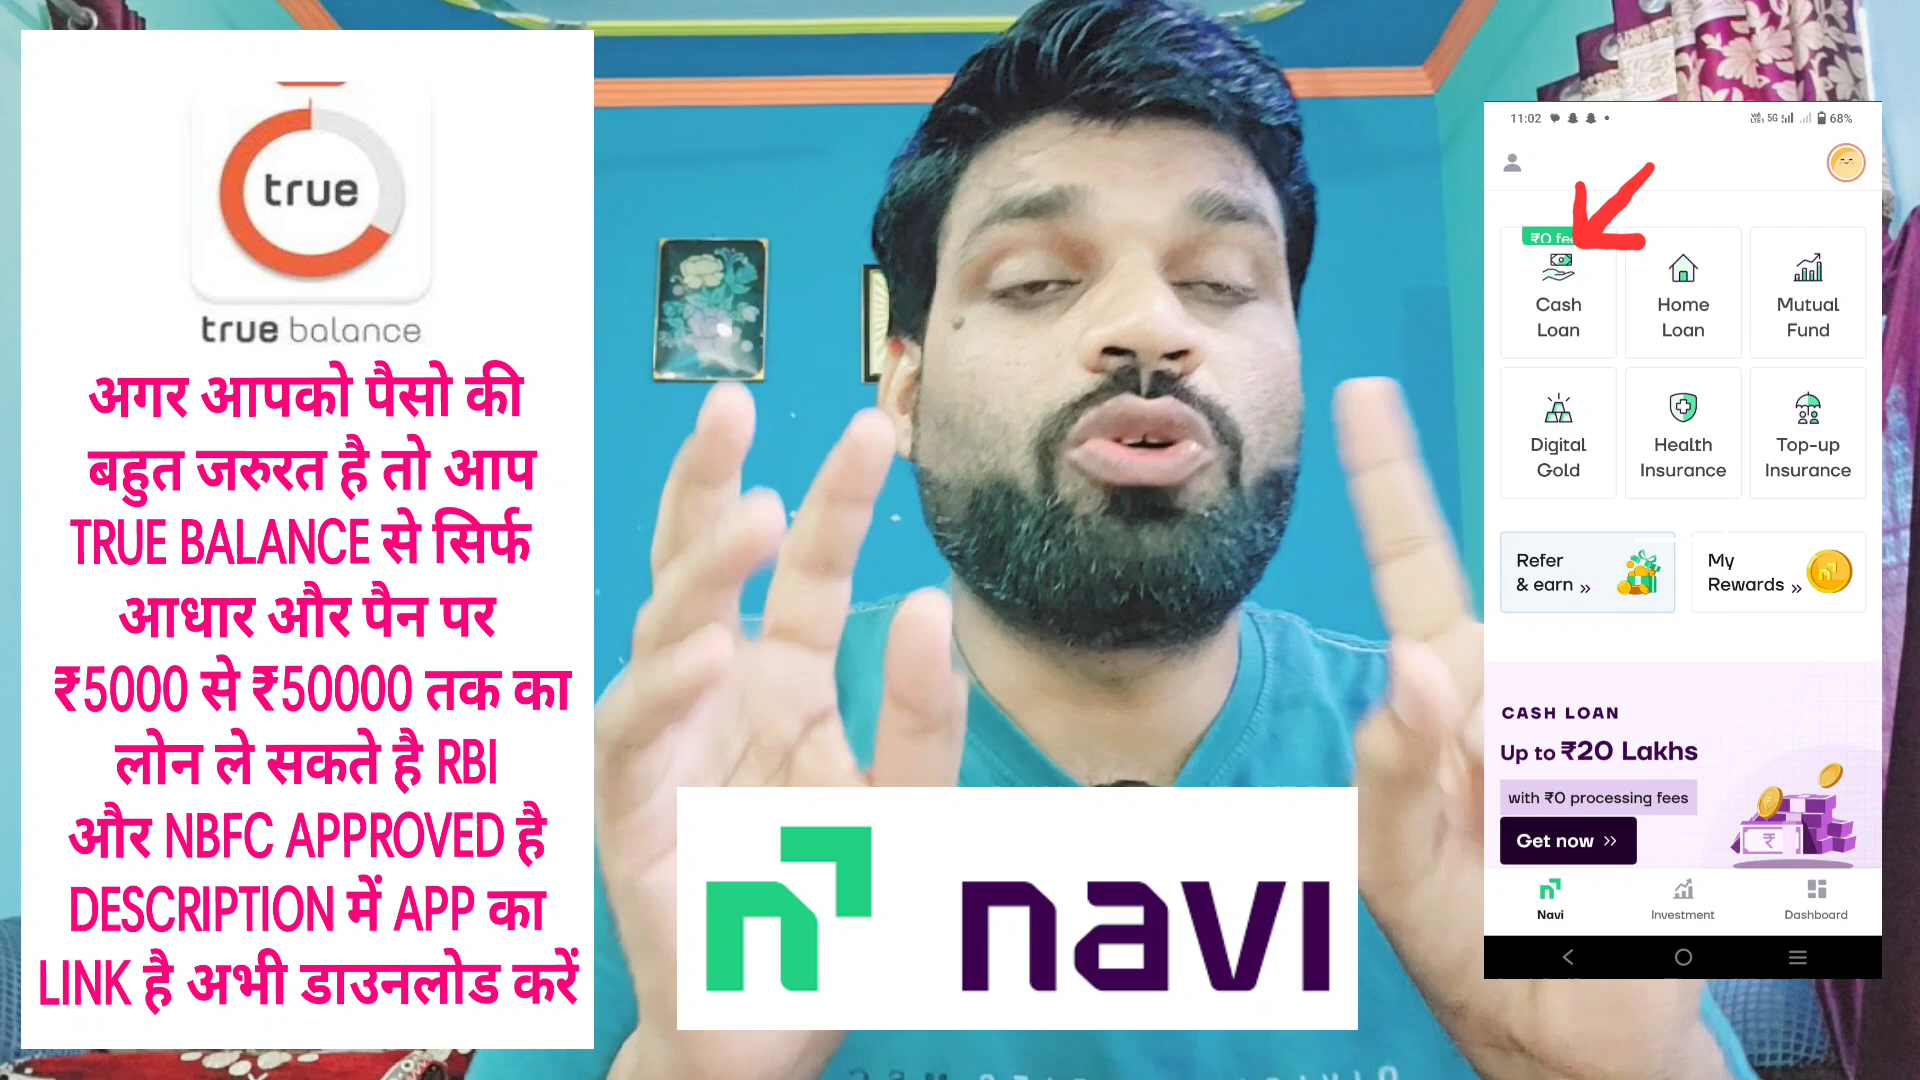 true
true balance
अगर आपको पैसो की
बहुत जरुरत है तो आप
TRUE BALANCE से सिर्फ
आधार और पैन पर
₹5000 से ₹50000 तक का
लोन ले सकते है RBI
और NBFC APPROVED है
DESCRIPTION में APP का
LINK है अभी डाउनलोड करें
navi
11:02
5G
68%
₹0 fee
Cash
Loan
Home
Loan
Mutual
Fund
Digital
Gold
Health
Insurance
Top-up
Insurance
Refer
& earn »
My
Rewards »
CASH LOAN
Up to ₹20 Lakhs
with ₹0 processing fees
Get now »
Navi
Investment
Dashboard